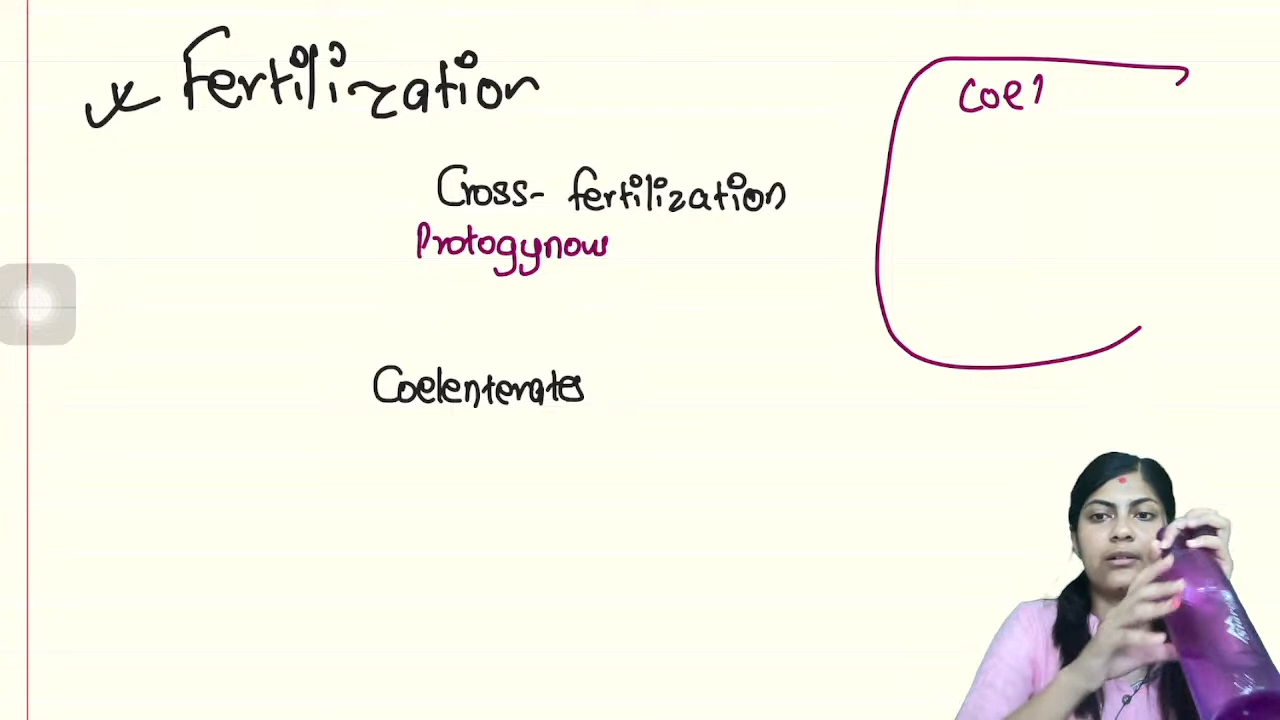 Fertilization
Coel
Cross- fertilization
Protogynous
Coelenterates